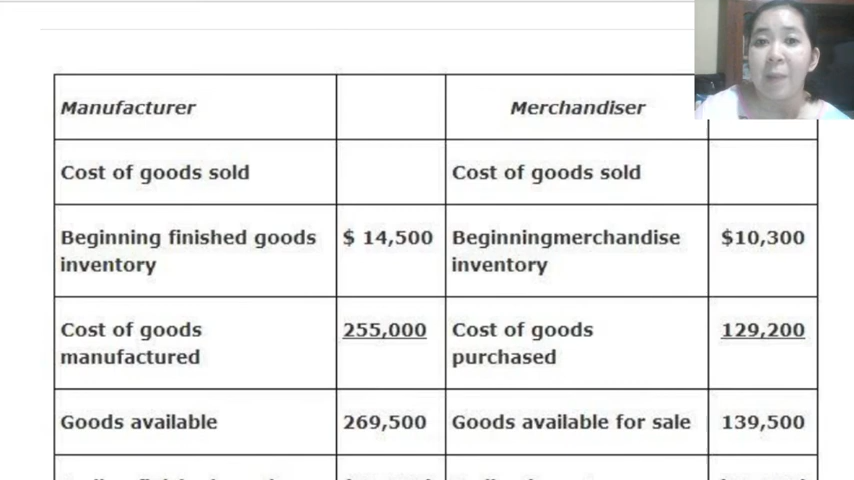 Manufacturer Merchandiser
Cost of goods sold Cost of goods sold
Beginning finished goods $ 14,500 Beginningmerchandise $10,300
inventory inventory
Cost of goods 255,000 Cost of goods 129,200
manufactured purchased
Goods available 269,500 Goods available for sale 139,500